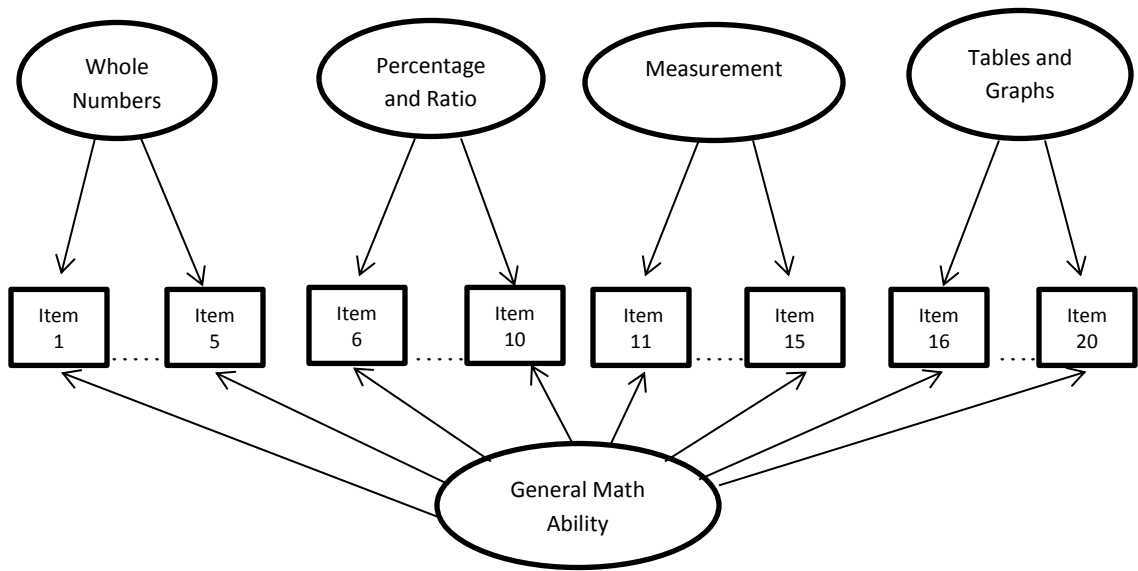 Whole
Numbers
Percentage
and Ratio
Measurement
Tables and
Graphs
Item
1
.....
Item
5
Item
6
.....
Item
10
Item
11
.....
Item
15
Item
16
....
Item
20
General Math
Ability